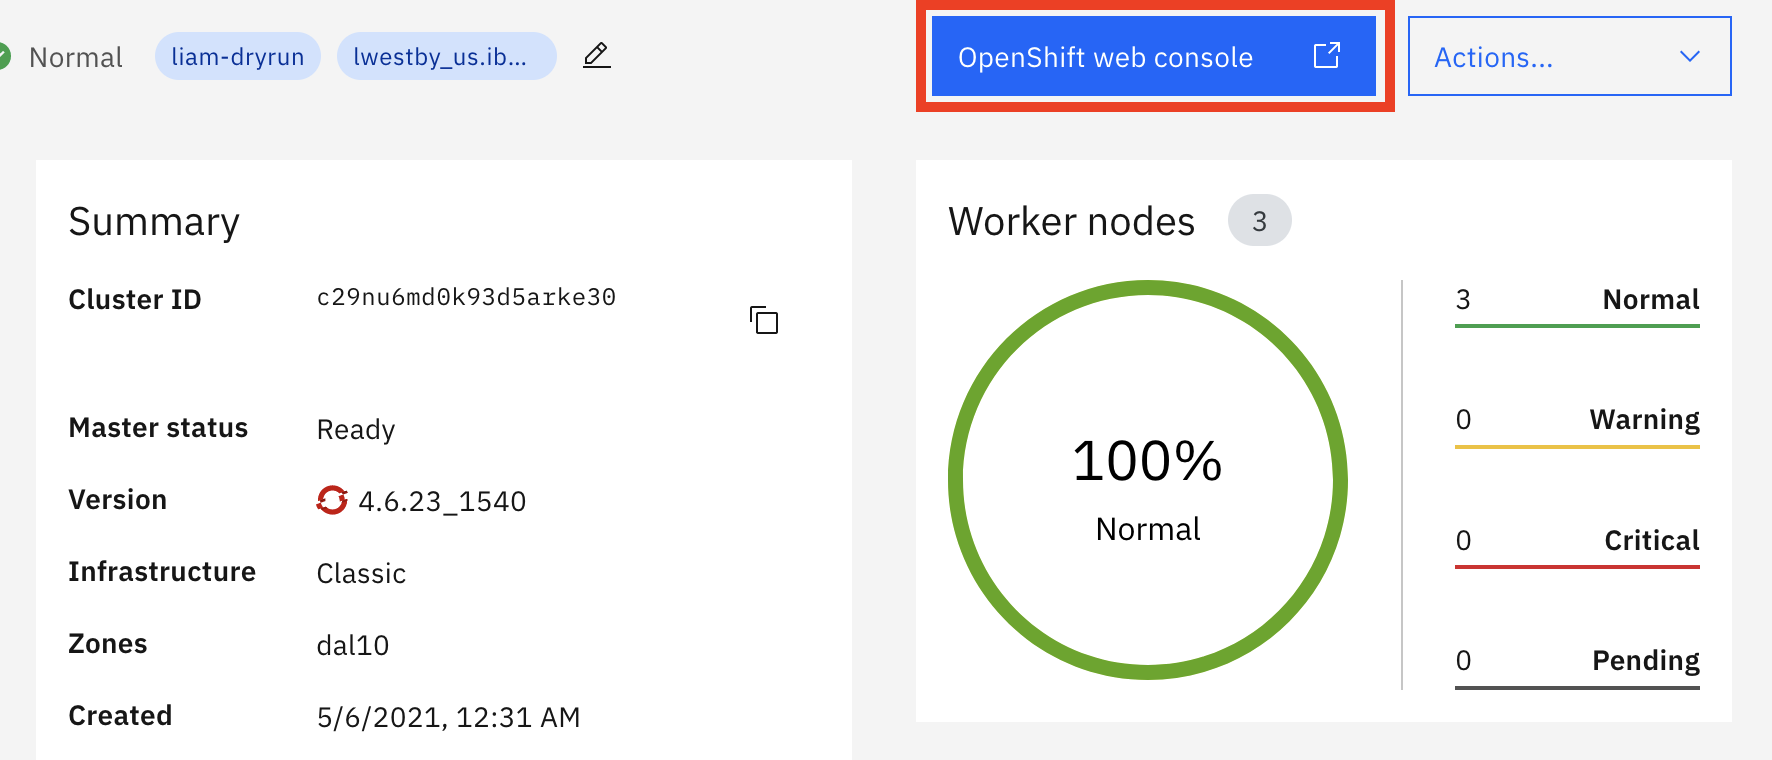 Normal liam-dryrun lwestby_us.ib... OpenShift web console Actions...
Summary
Cluster ID c29nu6md0k93d5arke30
Master status Ready
Version 4.6.23_1540
Infrastructure Classic
Zones dal10
Created 5/6/2021, 12:31 AM
Worker nodes 3
100%
Normal
3 Normal
0 Warning
0 Critical
0 Pending